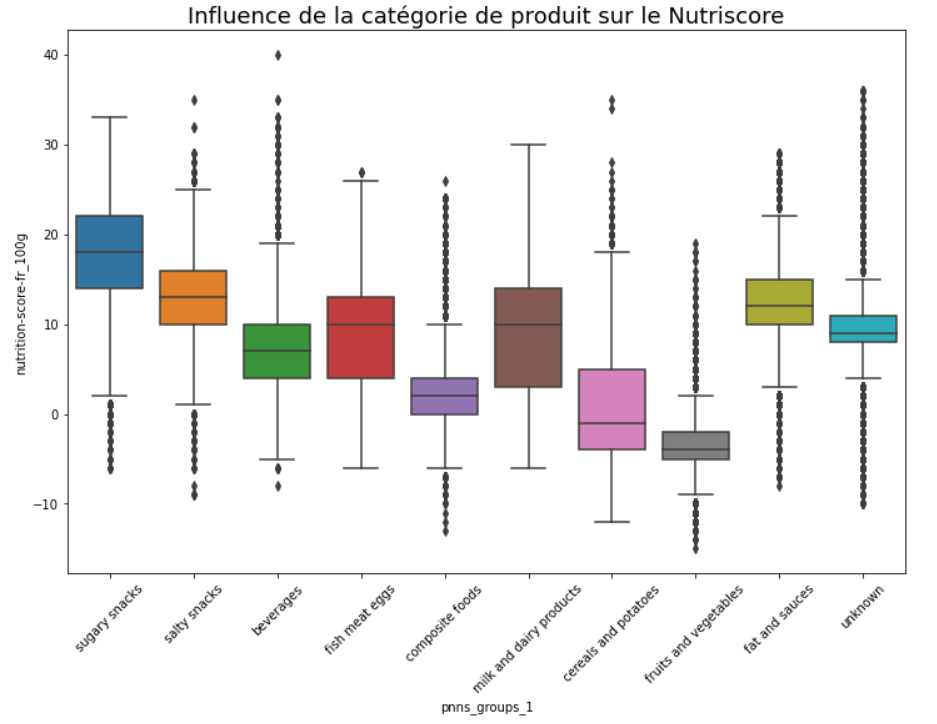 Influence de la catégorie de produit sur le Nutriscore
40
30
20
10
0
−10
nutrition-score-fr_100g
sugary snacks
salty snacks
beverages
fish meat eggs
composite foods
milk and dairy products
cereals and potatoes
fruits and vegetables
fat and sauces
unknown
pnns_groups_1